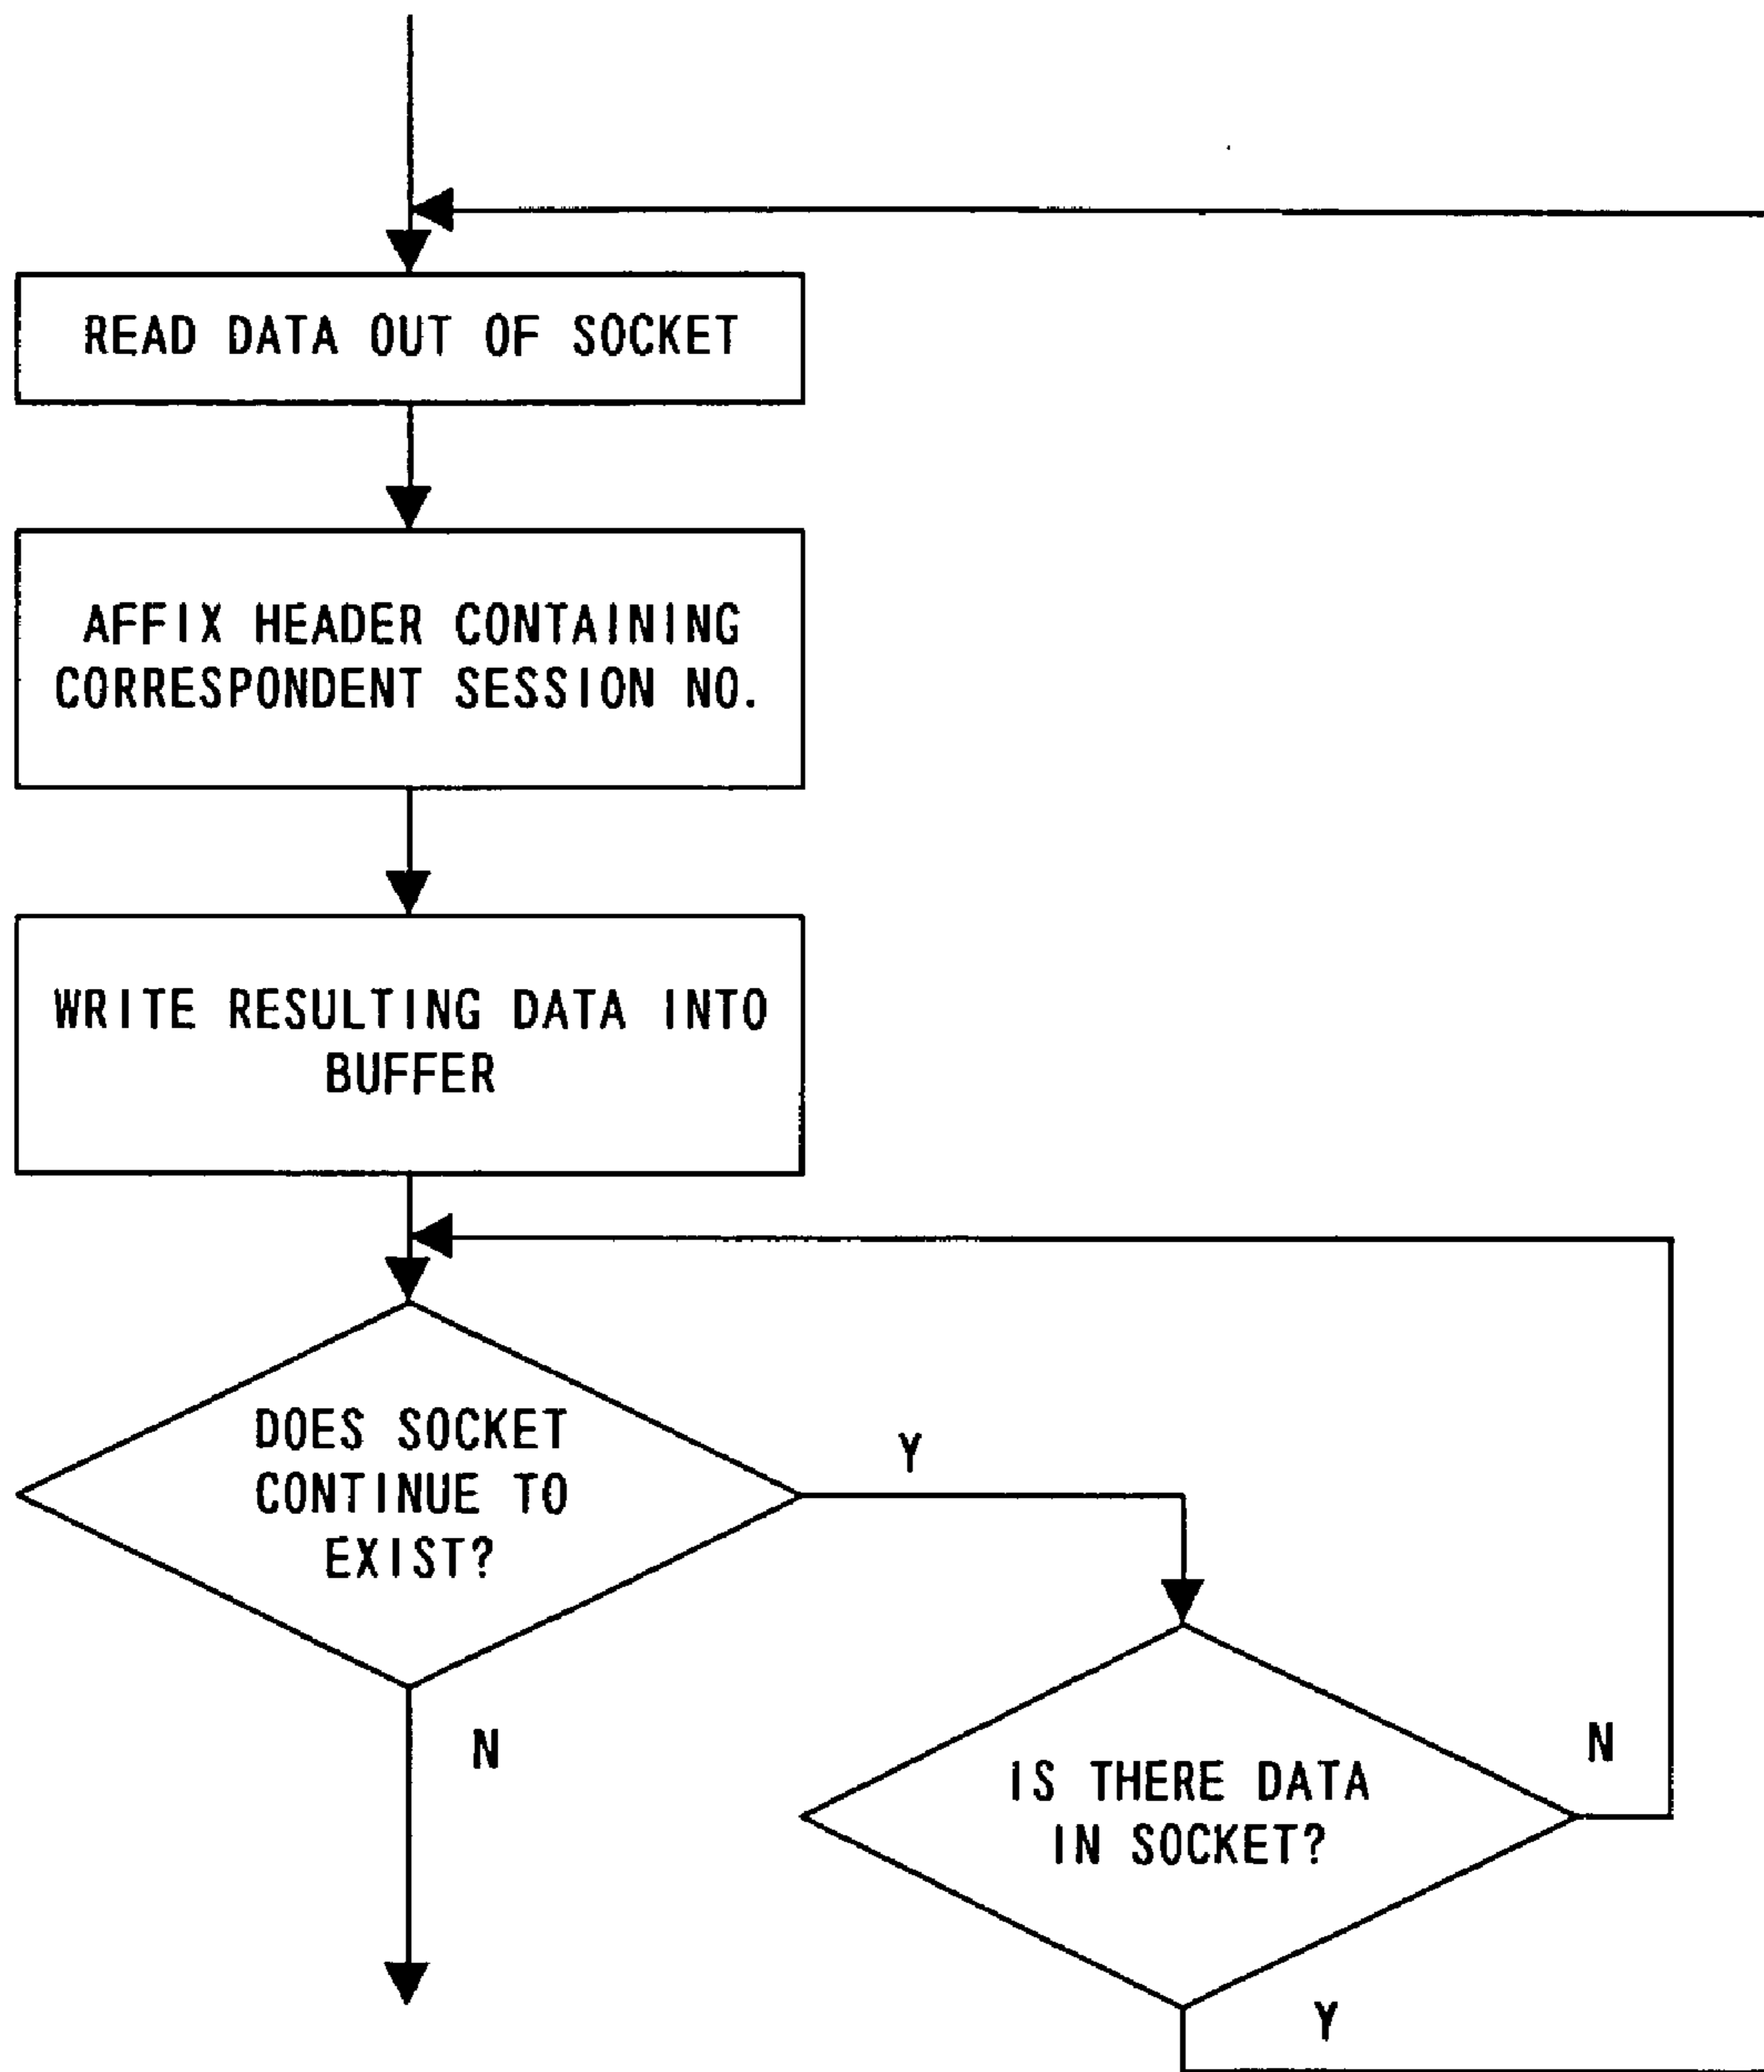 READ DATA OUT OF SOCKET
AFFIX HEADER CONTAINING
CORRESPONDENT SESSION NO.
WRITE RESULTING DATA INTO
BUFFER
DOES SOCKET
CONTINUE TO
EXIST?
Y
N
IS THERE DATA
IN SOCKET?
N
Y